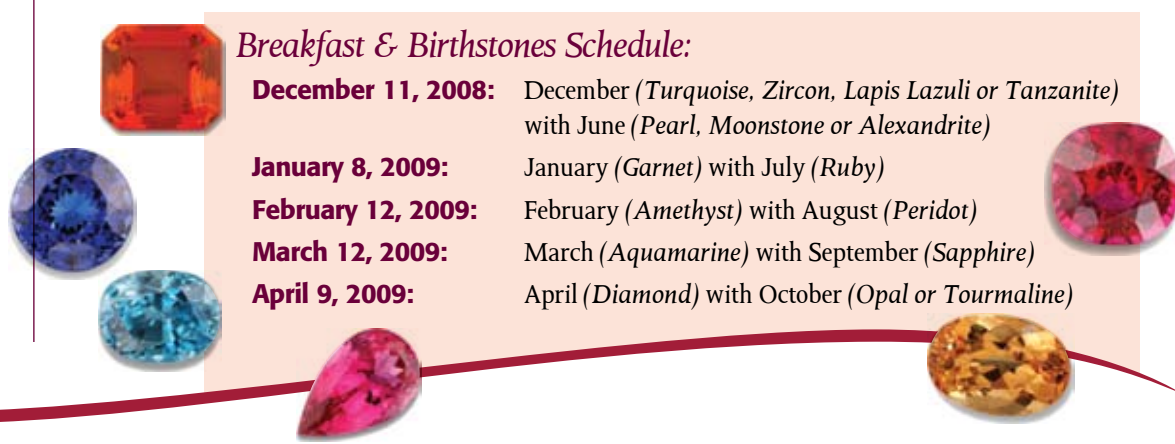 Breakfast & Birthstones Schedule:
December 11, 2008: December (Turquoise, Zircon, Lapis Lazuli or Tanzanite)
with June (Pearl, Moonstone or Alexandrite)
January 8, 2009: January (Garnet) with July (Ruby)
February 12, 2009: February (Amethyst) with August (Peridot)
March 12, 2009: March (Aquamarine) with September (Sapphire)
April 9, 2009: April (Diamond) with October (Opal or Tourmaline)